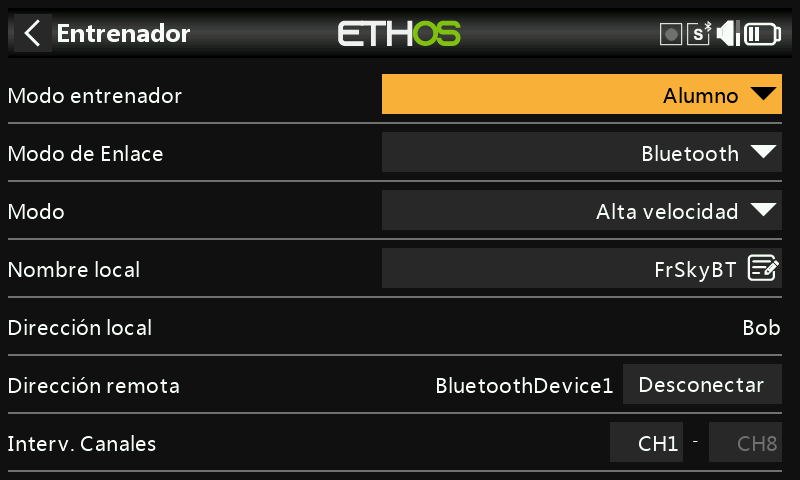 Entrenador ETHOS S
Modo entrenador Alumno
Modo de Enlace Bluetooth
Modo Alta velocidad
Nombre local FrSkyBT
Dirección local Bob
Dirección remota BluetoothDevice1 Desconectar
Interv. Canales CH1 - CH8